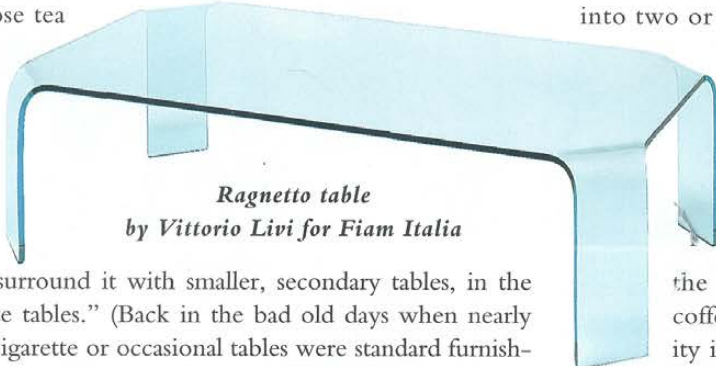 ose tea
into two or
Ragnetto table
by Vittorio Livi for Fiam Italia
surround it with smaller, secondary tables, in the
e tables.” (Back in the bad old days when nearly
igarette or occasional tables were standard furnish-
the
coffe
ity i